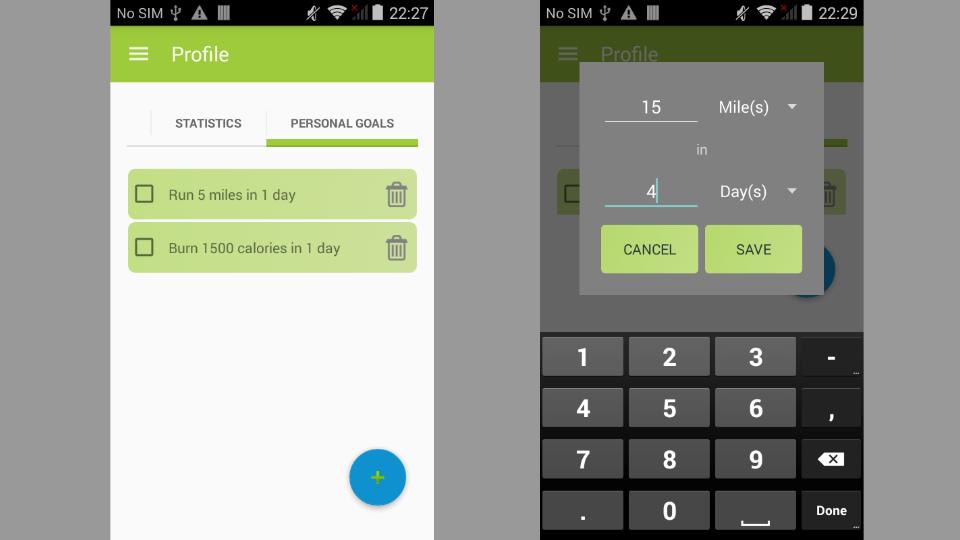 No SIM 22:27
Profile
STATISTICS PERSONAL GOALS
Run 5 miles in 1 day
Burn 1500 calories in 1 day
+
No SIM 22:29
Profile
15 Mile(s)
in
4 Day(s)
CANCEL SAVE
1 2 3 - ...
4 5 6 ,
7 8 9
. 0 Done ...